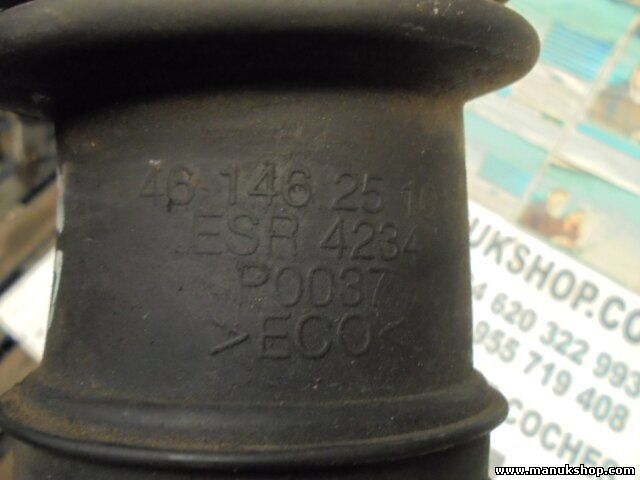 46 146 25 10
ESR 4234
P0037
>ECO<
UKSHOP.CO
4 620 322 993
955 719 408
COCHES
www.manukshop.com